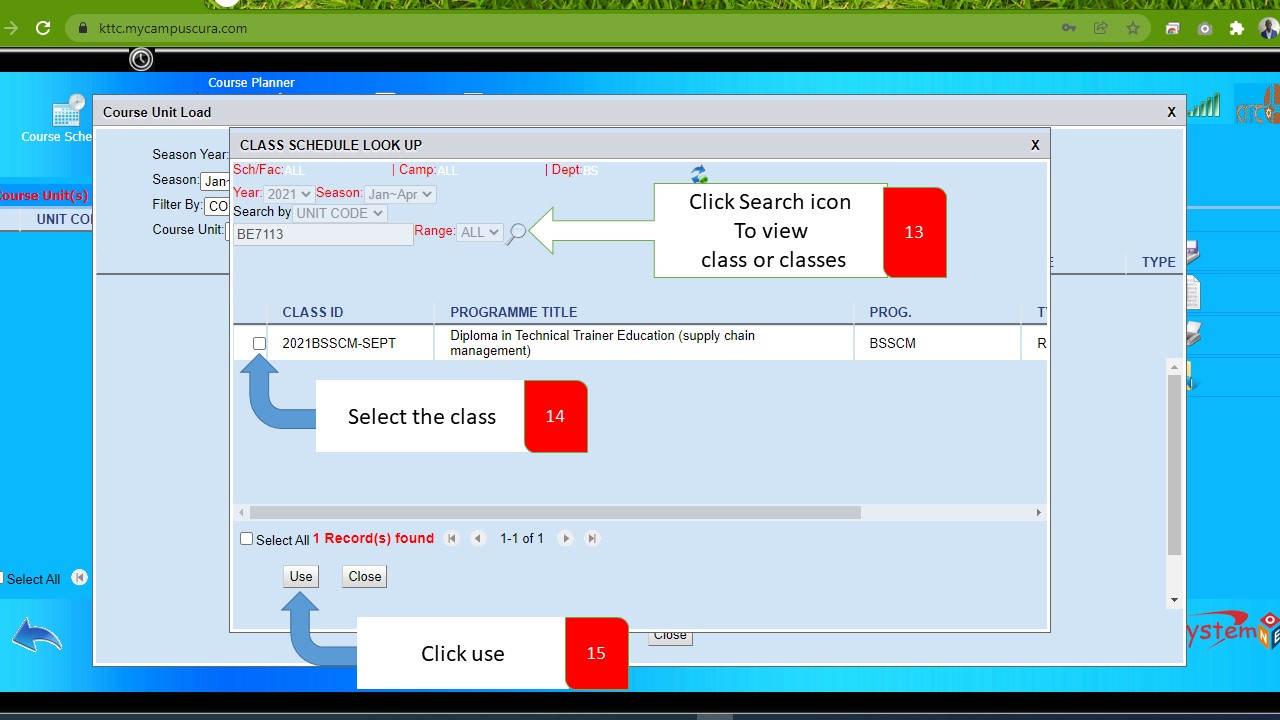 kttc.mycampuscura.com
Course Planner
Course Sche
Course Unit Load X
CLASS SCHEDULE LOOK UP X
Season Year:
Sch/Fac:ALL | Camp:ALL | Dept:BS
Season: Jan~
Year: 2021 Season: Jan~Apr
Course Unit(s)
Filter By: CO
Search by UNIT CODE
UNIT COD
Course Unit:
BE7113 Range: ALL
Click Search icon
To view
class or classes
13
TYPE
CLASS ID PROGRAMME TITLE PROG. TY
2021BSSCM-SEPT Diploma in Technical Trainer Education (supply chain
management) BSSCM R
Select the class 14
Select All 1 Record(s) found 1-1 of 1
Select All
Use Close
Close
Click use 15
ystem